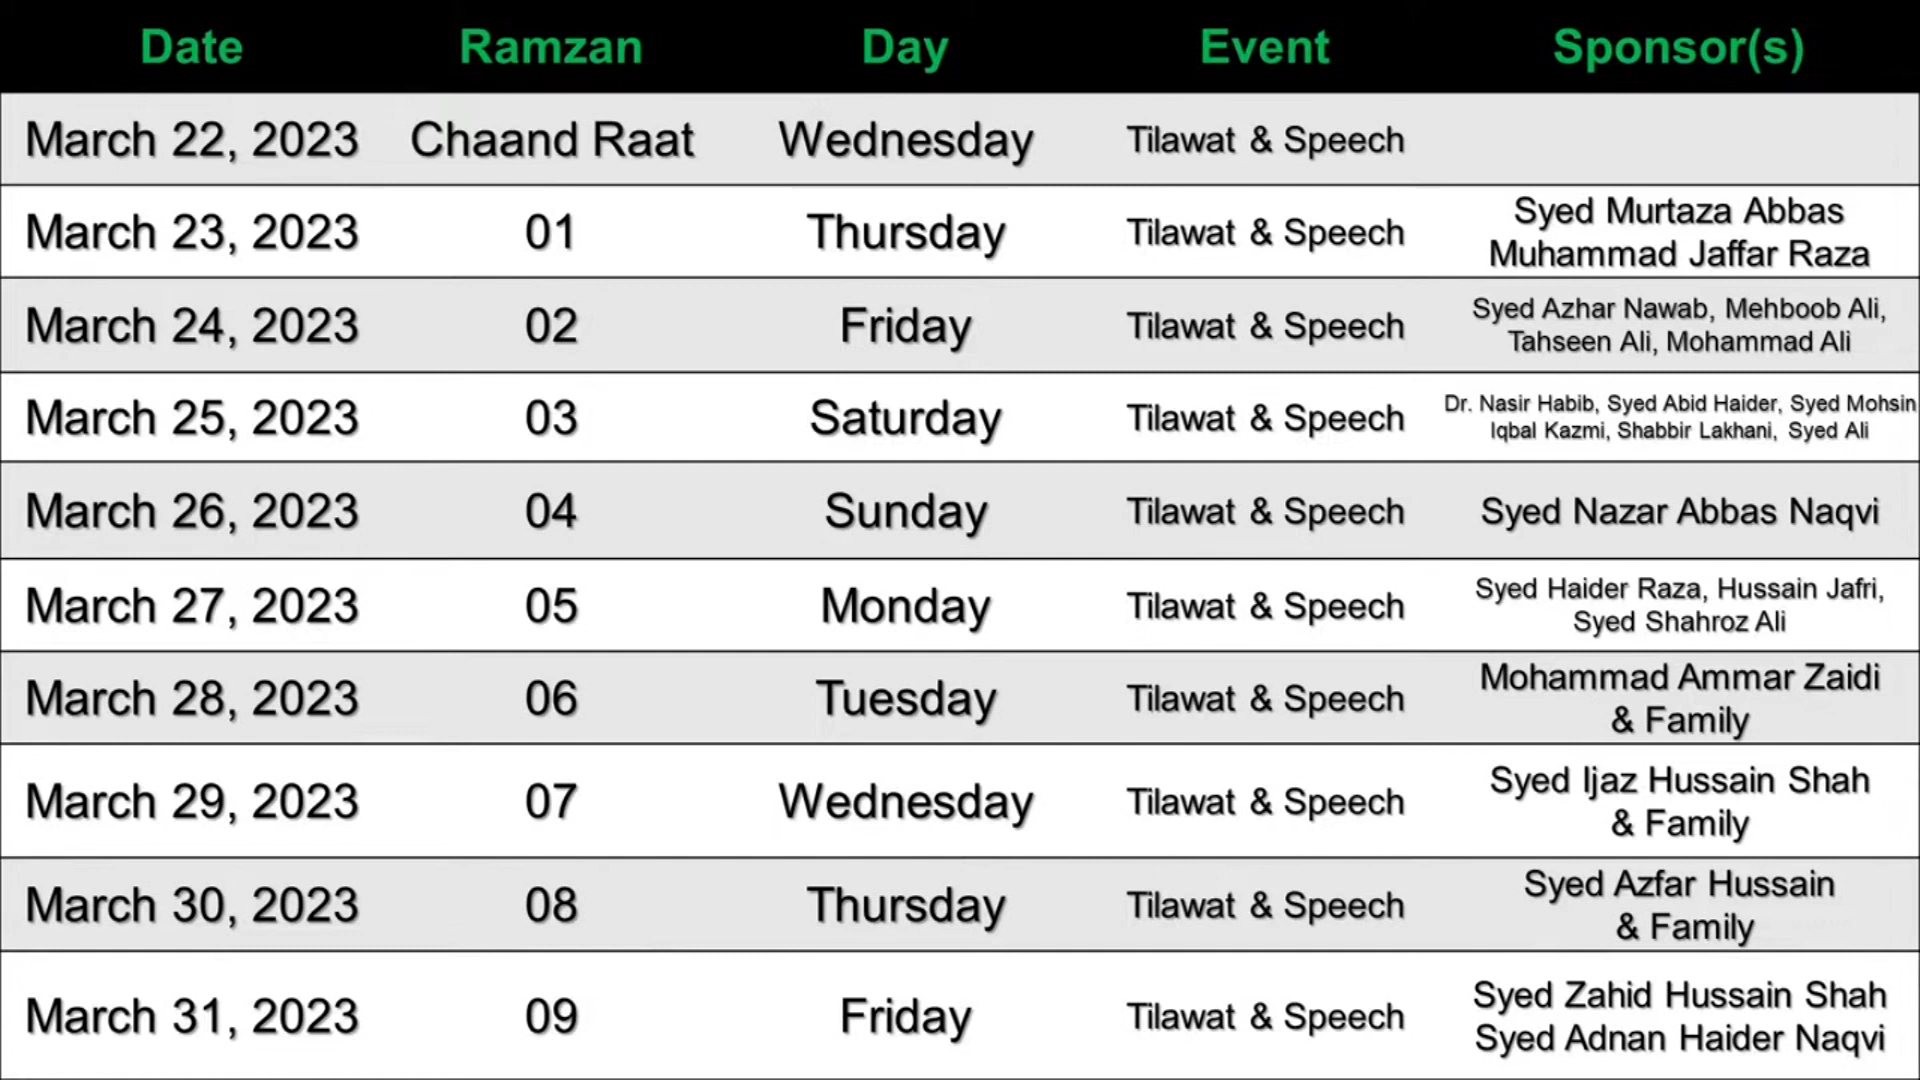 Date Ramzan Day Event Sponsor(s)
March 22, 2023 Chaand Raat Wednesday Tilawat & Speech
March 23, 2023 01 Thursday Tilawat & Speech Syed Murtaza Abbas
Muhammad Jaffar Raza
March 24, 2023 02 Friday Tilawat & Speech Syed Azhar Nawab, Mehboob Ali,
Tahseen Ali, Mohammad Ali
March 25, 2023 03 Saturday Tilawat & Speech Dr. Nasir Habib, Syed Abid Haider, Syed Mohsin
Iqbal Kazmi, Shabbir Lakhani, Syed Ali
March 26, 2023 04 Sunday Tilawat & Speech Syed Nazar Abbas Naqvi
March 27, 2023 05 Monday Tilawat & Speech Syed Haider Raza, Hussain Jafri,
Syed Shahroz Ali
March 28, 2023 06 Tuesday Tilawat & Speech Mohammad Ammar Zaidi
& Family
March 29, 2023 07 Wednesday Tilawat & Speech Syed Ijaz Hussain Shah
& Family
March 30, 2023 08 Thursday Tilawat & Speech Syed Azfar Hussain
& Family
March 31, 2023 09 Friday Tilawat & Speech Syed Zahid Hussain Shah
Syed Adnan Haider Naqvi